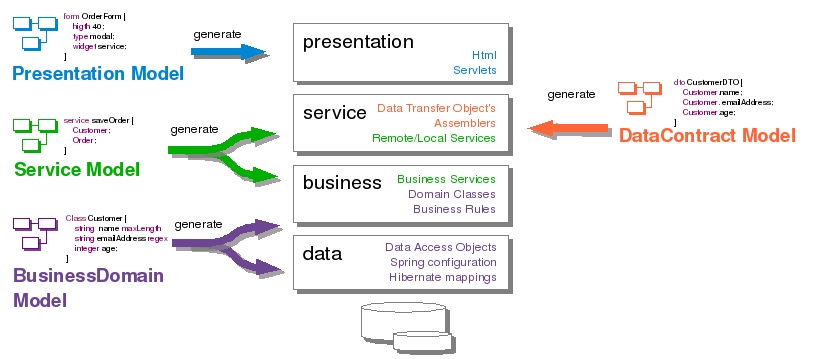 form OrderForm [
higth 40;
type modal;
widget service;
]
Presentation Model
generate
presentation
Html
Servlets
service saveOrder [
Customer;
Order;
]
Service Model
generate
service
Data Transfer Object's
Assemblers
Remote/Local Services
generate
dto CustomerDTO [
Customer.name;
Customer. emailAddress;
Customer age;
]
DataContract Model
business
Business Services
Domain Classes
Business Rules
Class Customer [
string name maxLength
string emailAddress regex
integer age;
]
BusinessDomain
Model
generate
data
Data Access Objects
Spring configuration
Hibernate mappings